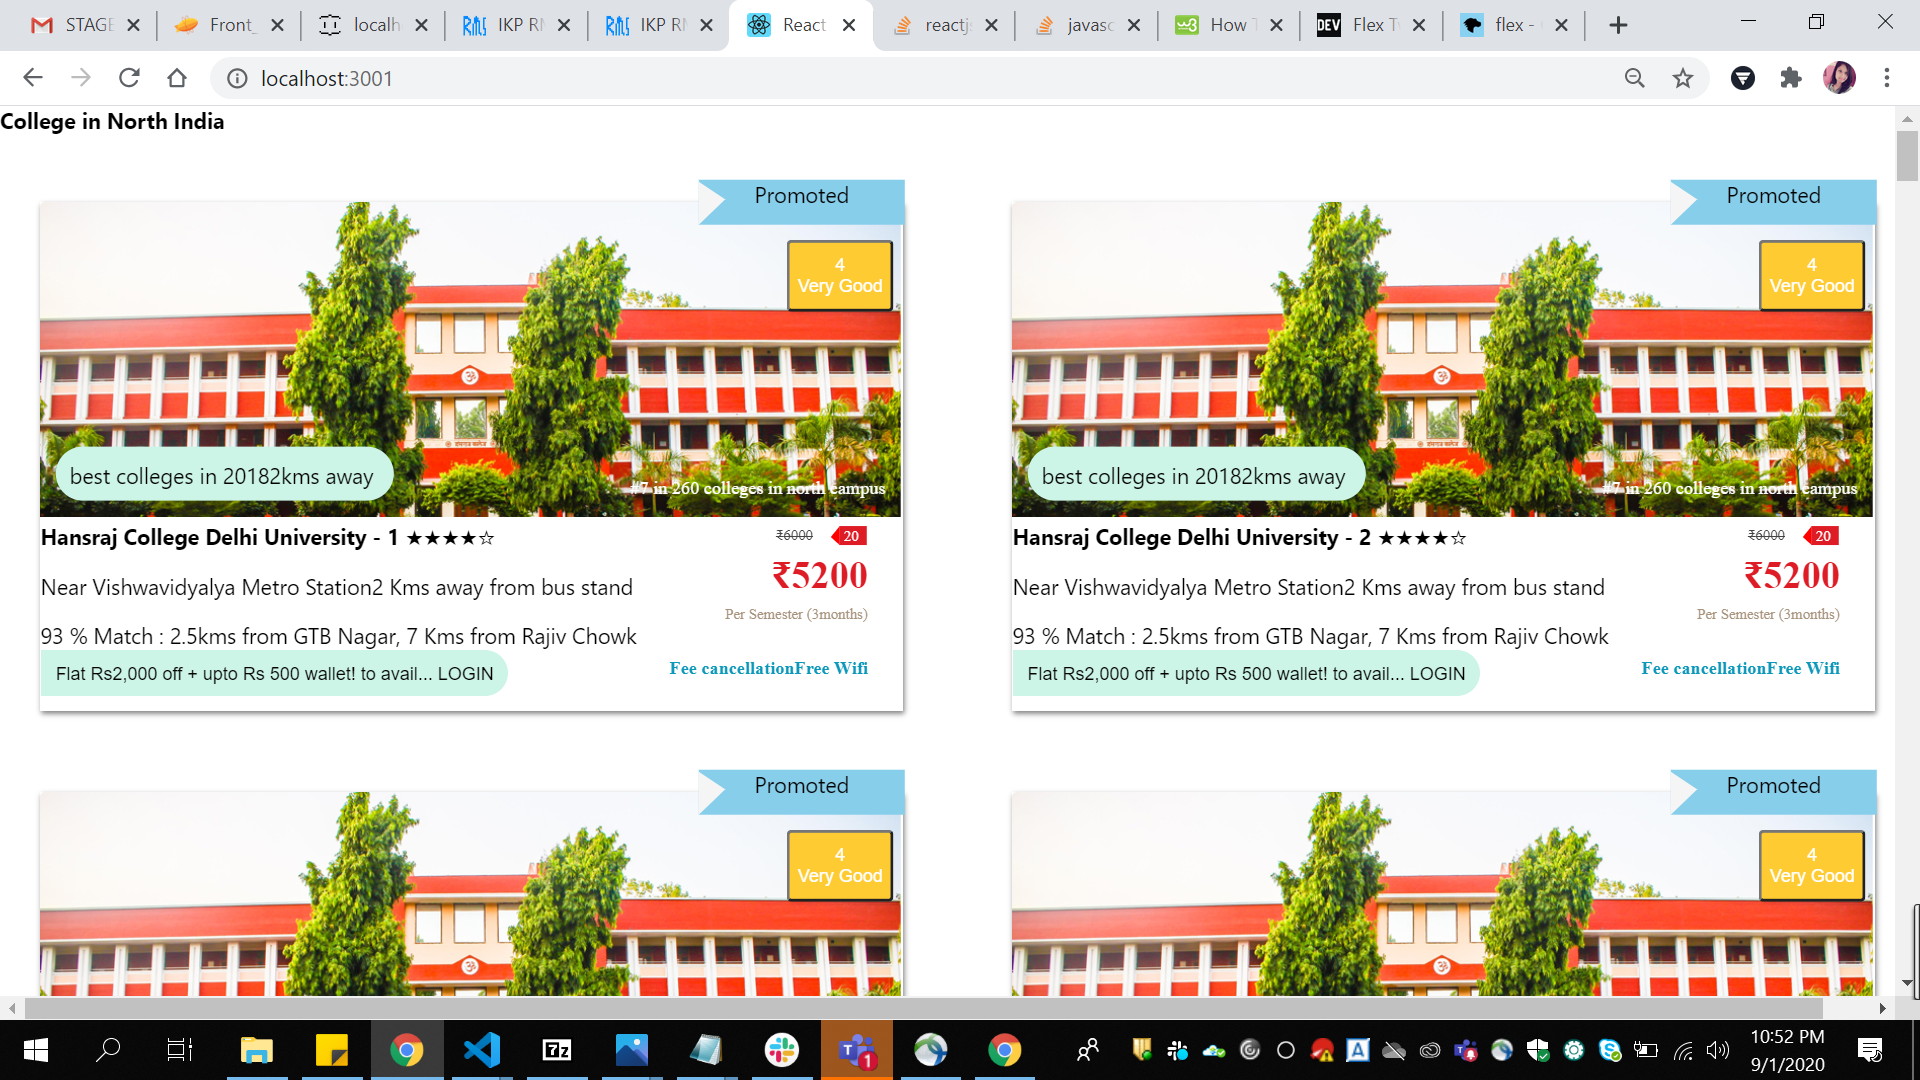 STAGE
Front_
localh
IKP RM
IKP RM
React
reactjs
javasc
How T
DEV
Flex Tw
flex -
localhost:3001
College in North India
Promoted
4
Very Good
best colleges in 20182kms away
#7 in 260 colleges in north campus
Hansraj College Delhi University - 1 ★★★★☆
₹6000
20
₹5200
Near Vishwavidyalya Metro Station2 Kms away from bus stand
Per Semester (3months)
93 % Match : 2.5kms from GTB Nagar, 7 Kms from Rajiv Chowk
Flat Rs2,000 off + upto Rs 500 wallet! to avail... LOGIN
Fee cancellationFree Wifi
Promoted
4
Very Good
best colleges in 20182kms away
#7 in 260 colleges in north campus
Hansraj College Delhi University - 2 ★★★★☆
₹6000
20
₹5200
Near Vishwavidyalya Metro Station2 Kms away from bus stand
Per Semester (3months)
93 % Match : 2.5kms from GTB Nagar, 7 Kms from Rajiv Chowk
Flat Rs2,000 off + upto Rs 500 wallet! to avail... LOGIN
Fee cancellationFree Wifi
Promoted
4
Very Good
Promoted
4
Very Good
10:52 PM
9/1/2020